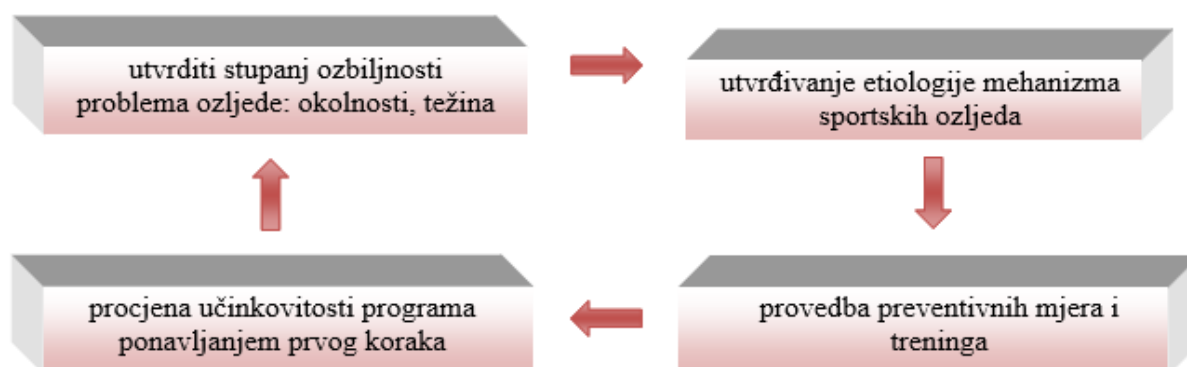 utvrditi stupanj ozbiljnosti
problema ozljede: okolnosti, težina
utvrđivanje etiologije mehanizma
sportskih ozljeda
provedba preventivnih mjera i
treninga
procjena učinkovitosti programa
ponavljanjem prvog koraka